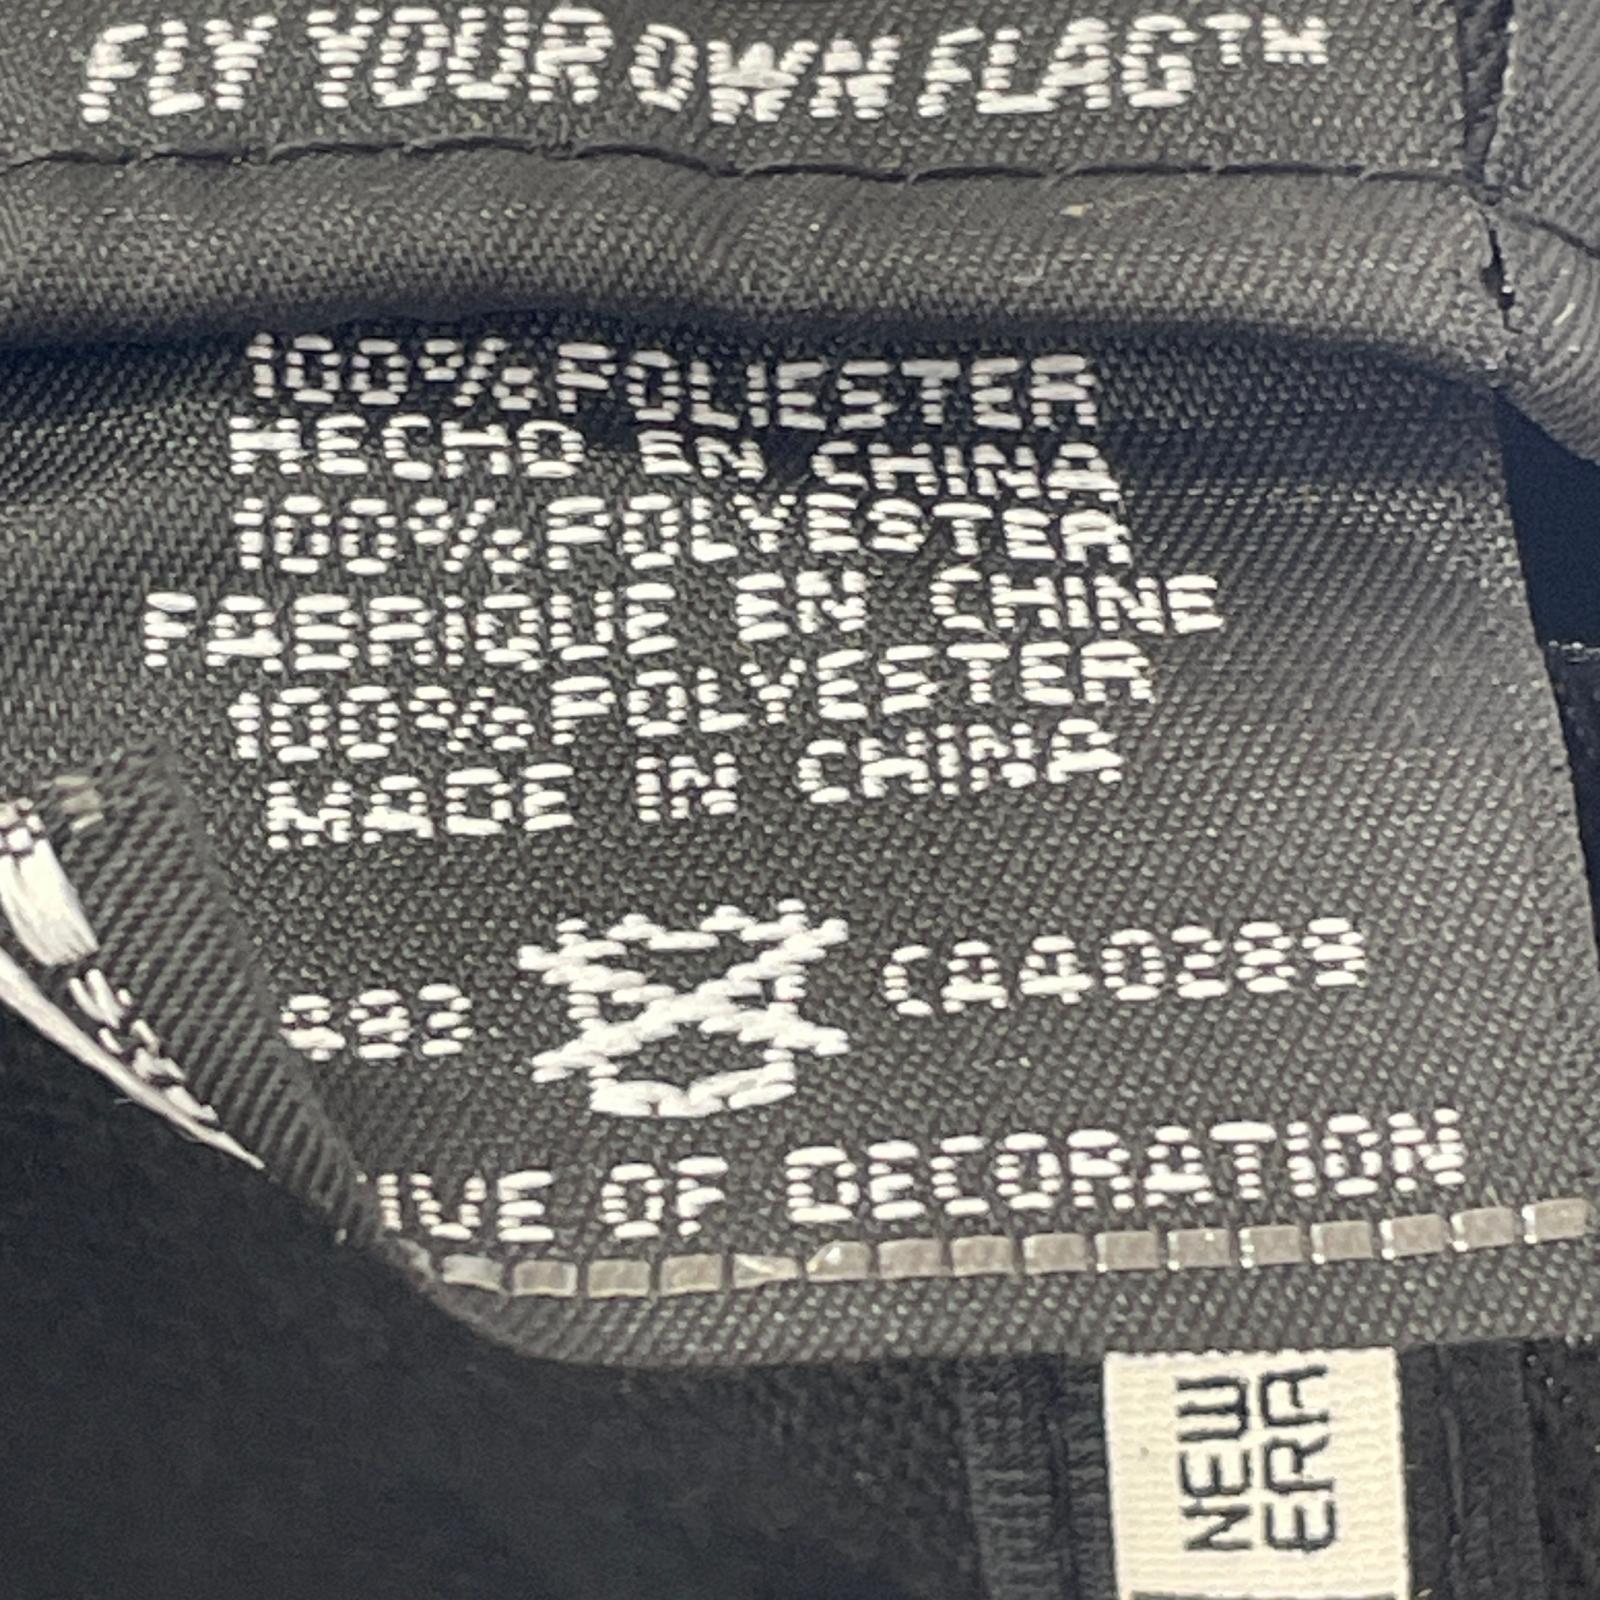 FLY YOUR OWN FLAG™
100% POLIESTER
HECHO EN CHINA
100% POLYESTER
FABRIQUE EN CHINE
100% POLYESTER
MADE IN CHINA
CA40289
IVE OF DECORATION
NEW
ERA